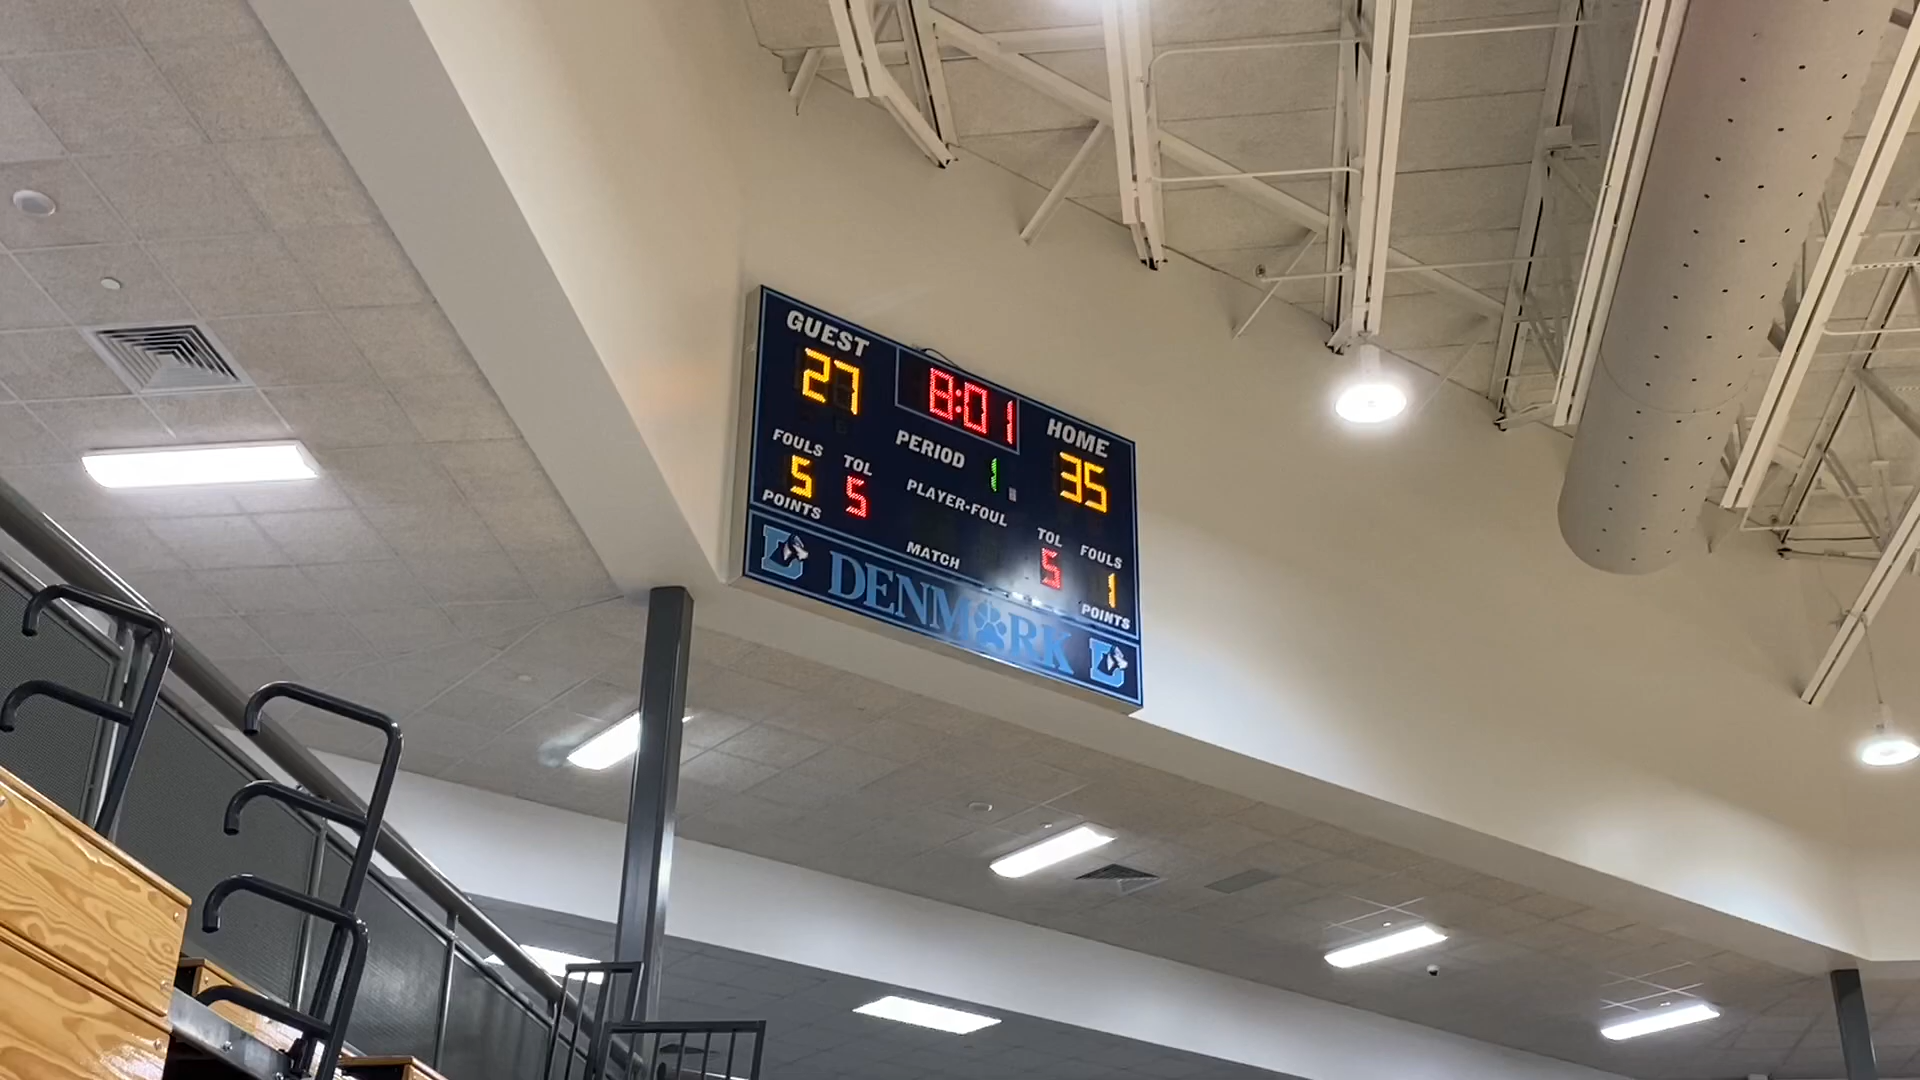 GUEST
27
8:01
HOME
35
FOULS
TOL
5
5
POINTS
PERIOD
1
PLAYER-FOUL
MATCH
TOL
FOULS
5
1
POINTS
D DENMARK D